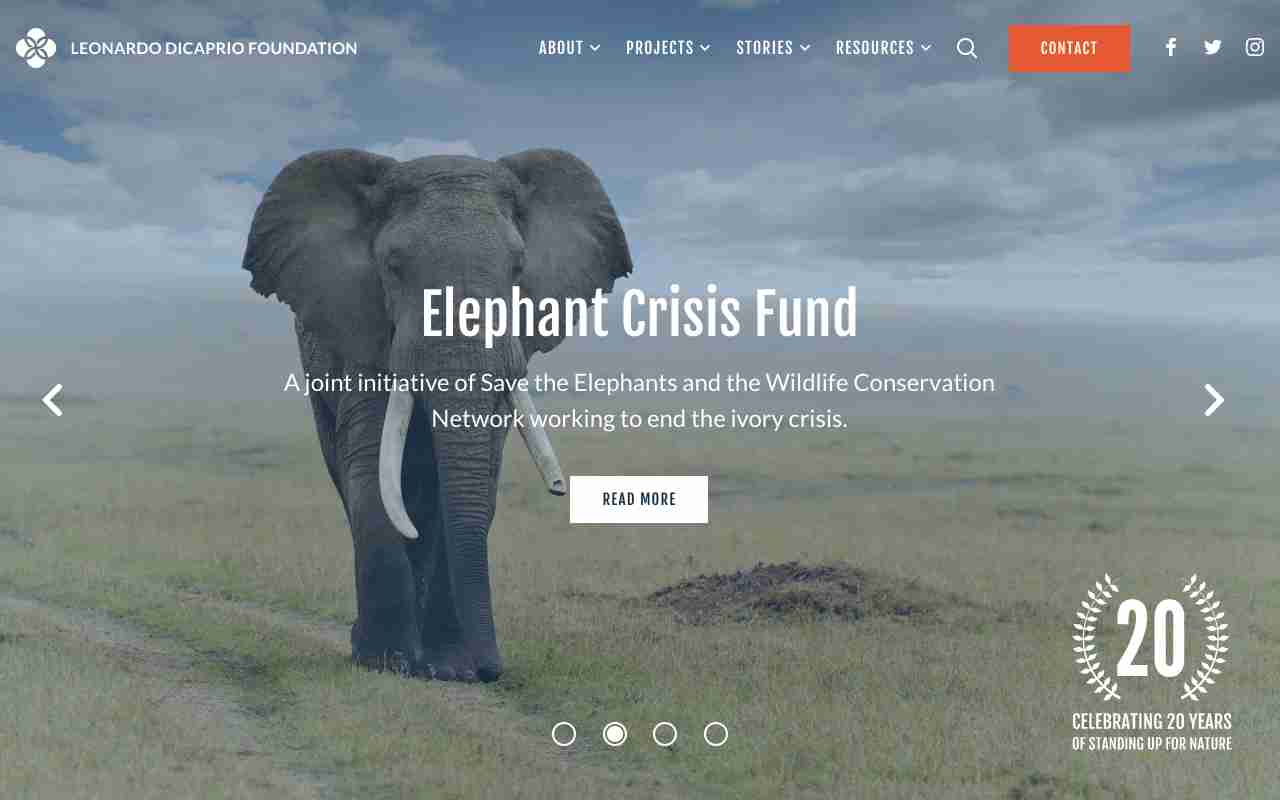 LEONARDO DICAPRIO FOUNDATION
ABOUT
PROJECTS
STORIES
RESOURCES
CONTACT
Elephant Crisis Fund
A joint initiative of Save the Elephants and the Wildlife Conservation
Network working to end the ivory crisis.
READ MORE
20
CELEBRATING 20 YEARS
OF STANDING UP FOR NATURE